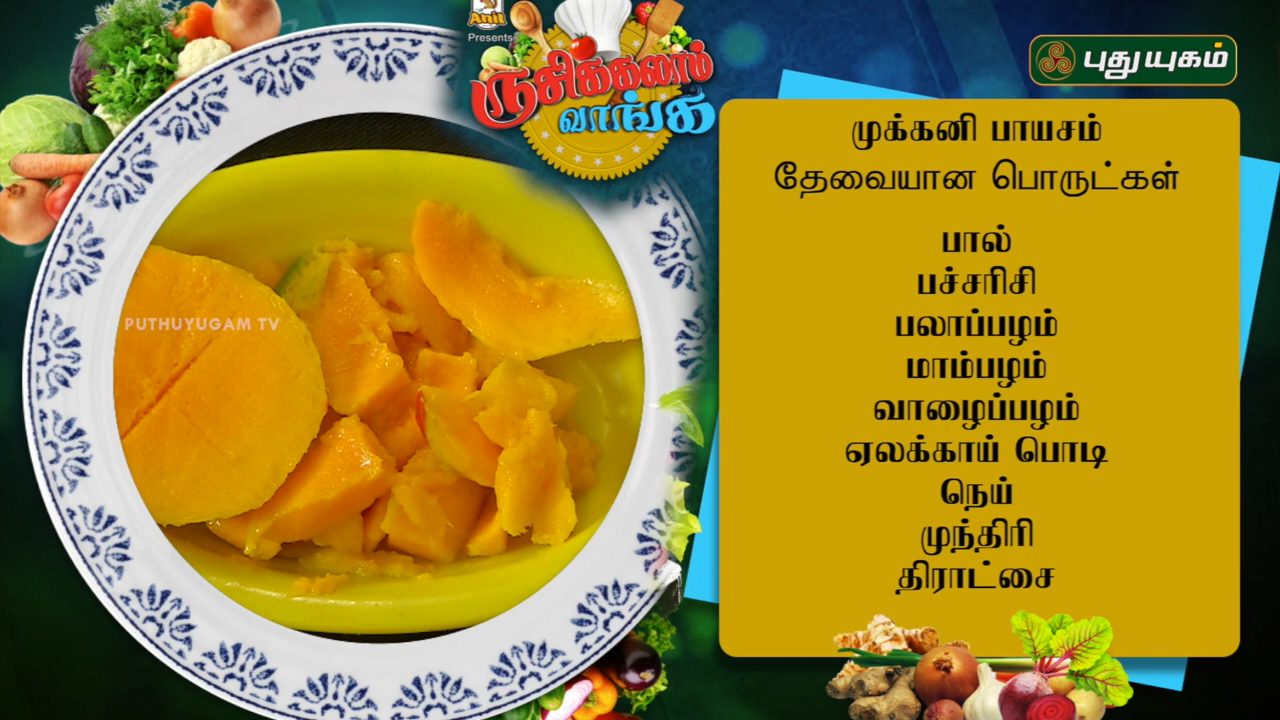 Anil
Presents
ருசிக்கலாம்
வாங்க
புதுயுகம்
முக்கனி பாயசம்
தேவையான பொருட்கள்
பால்
பச்சரிசி
பலாப்பழம்
மாம்பழம்
வாழைப்பழம்
ஏலக்காய் பொடி
நெய்
முந்திரி
திராட்சை
PUTHUYUGAM TV